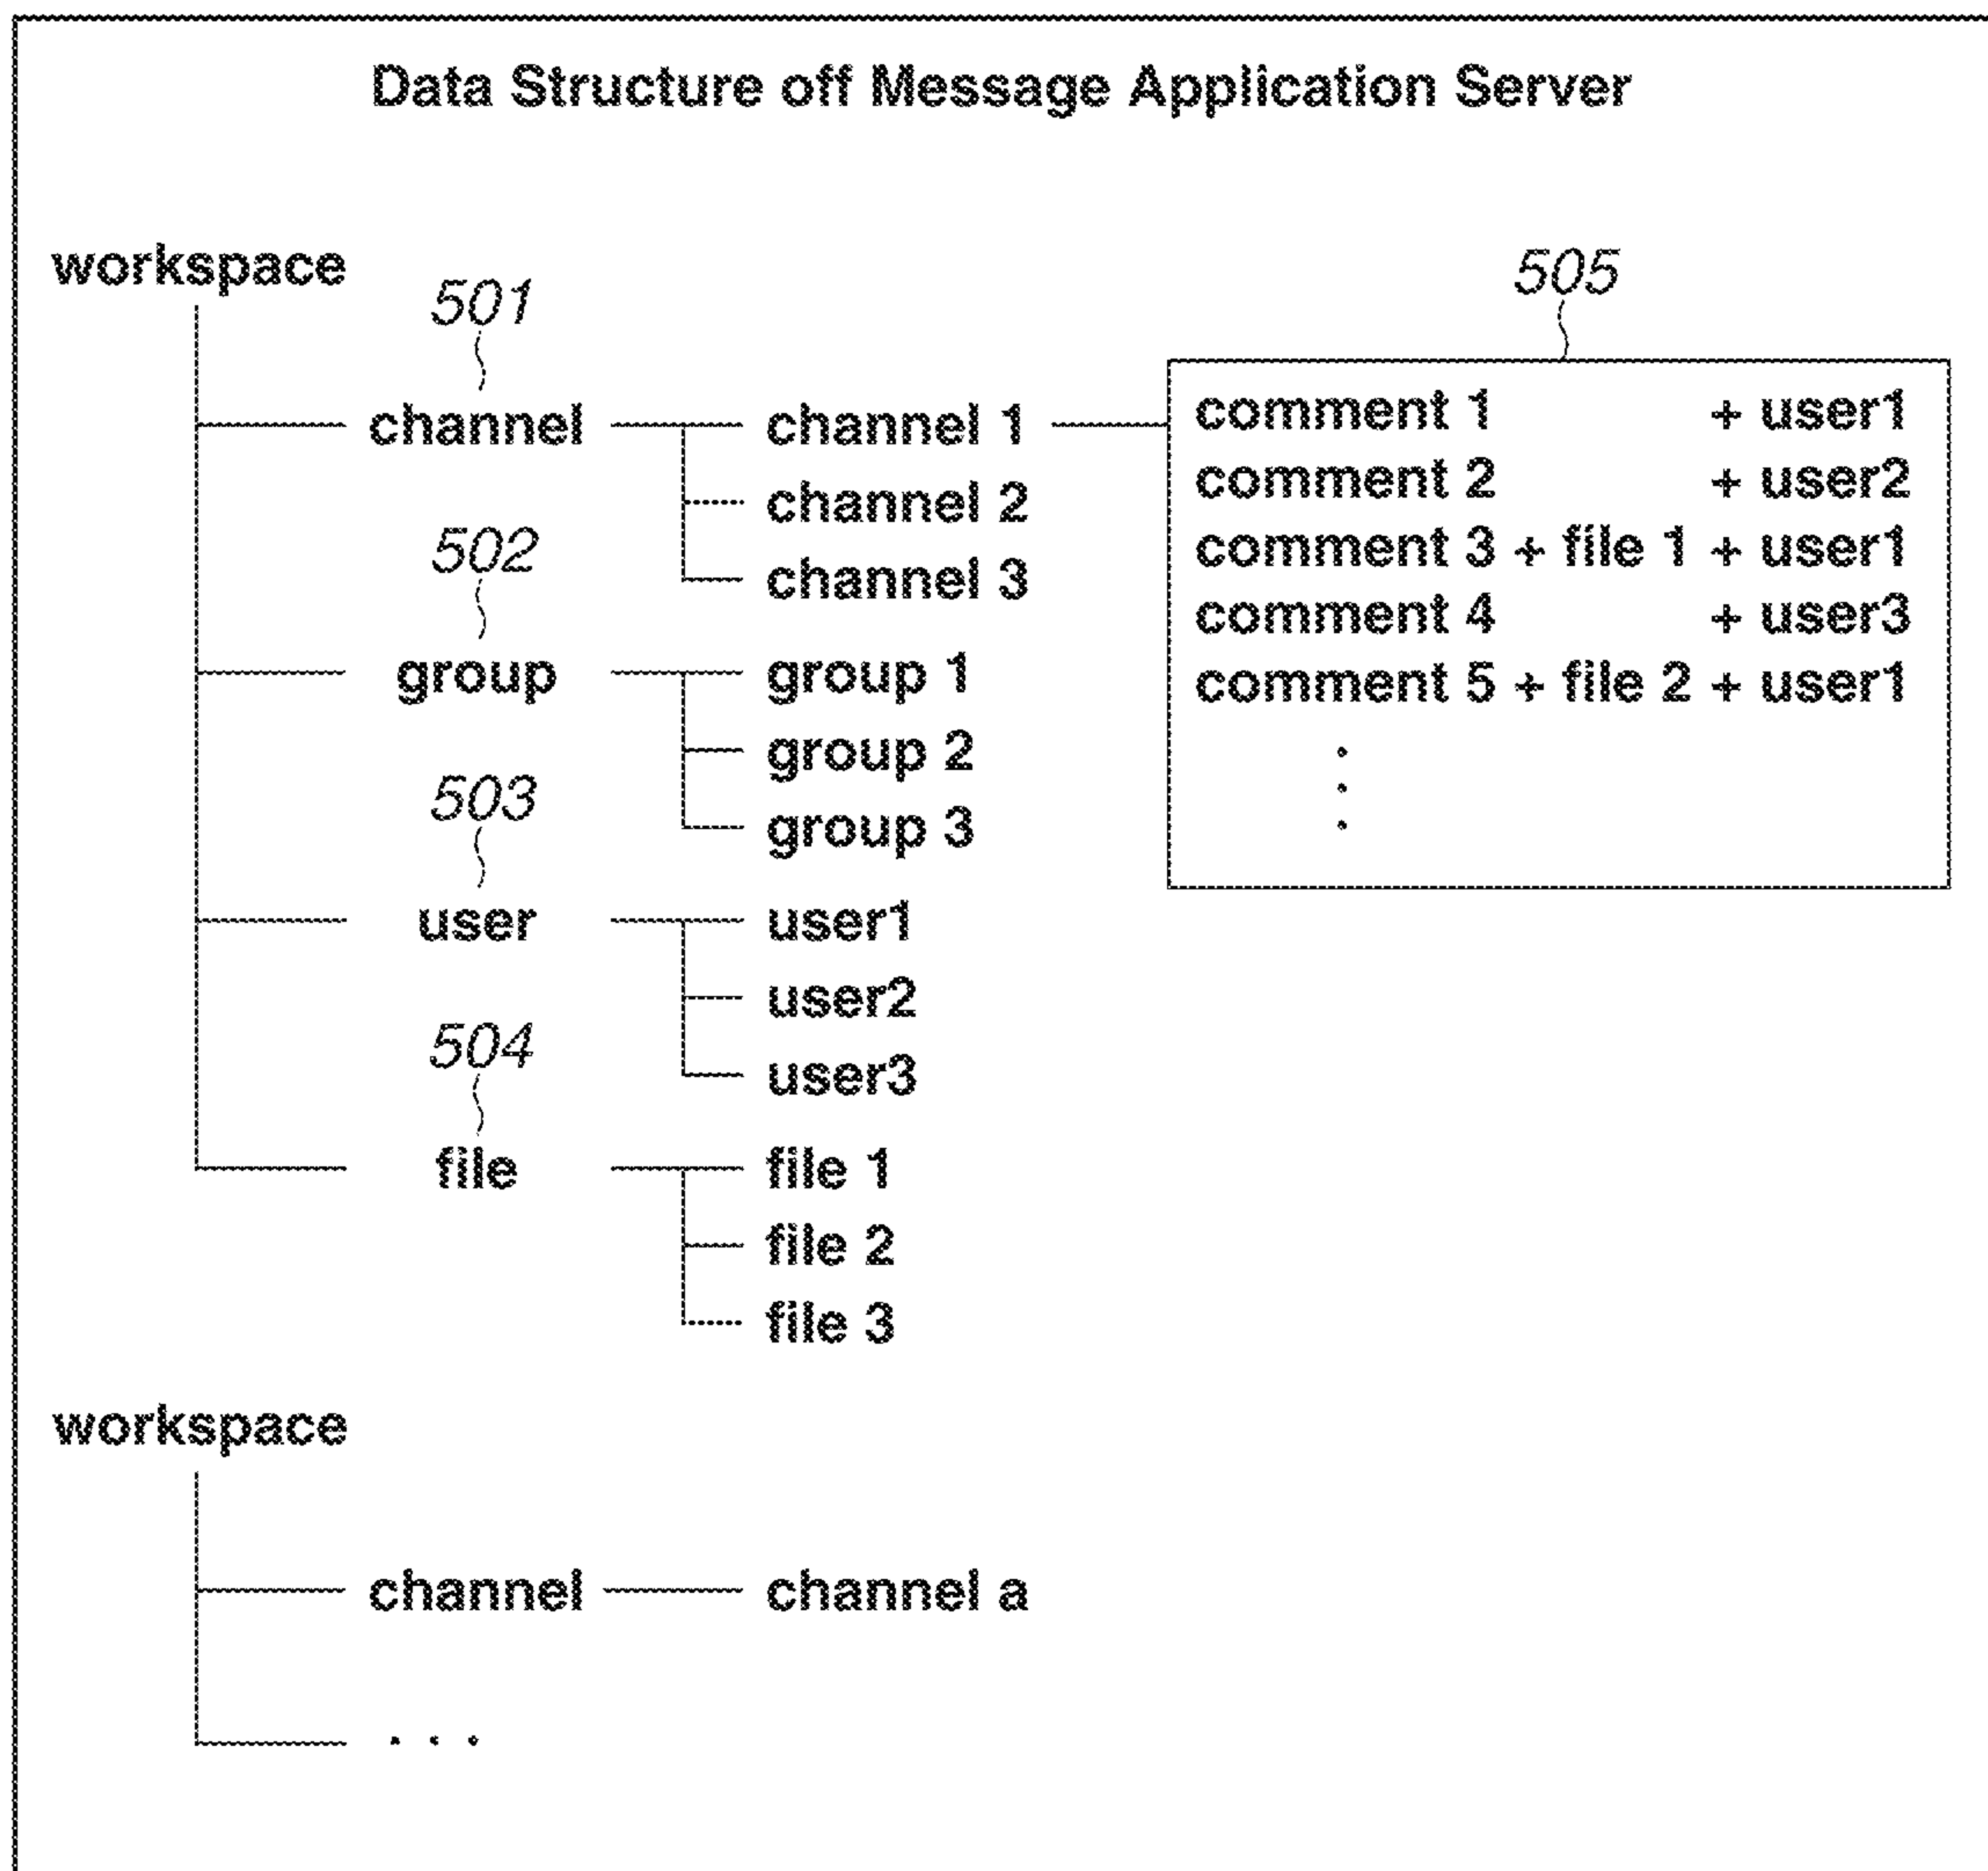 Data Structure off Message Application Server
workspace
501
505
channel
channel 1
channel 2
channel 3
comment 1 + user1
comment 2 + user2
comment 3 + file 1 + user1
comment 4 + user3
comment 5 + file 2 + user1
502
group
group 1
group 2
group 3
503
user
user1
user2
user3
504
file
file 1
file 2
file 3
workspace
channel
channel a
. . .